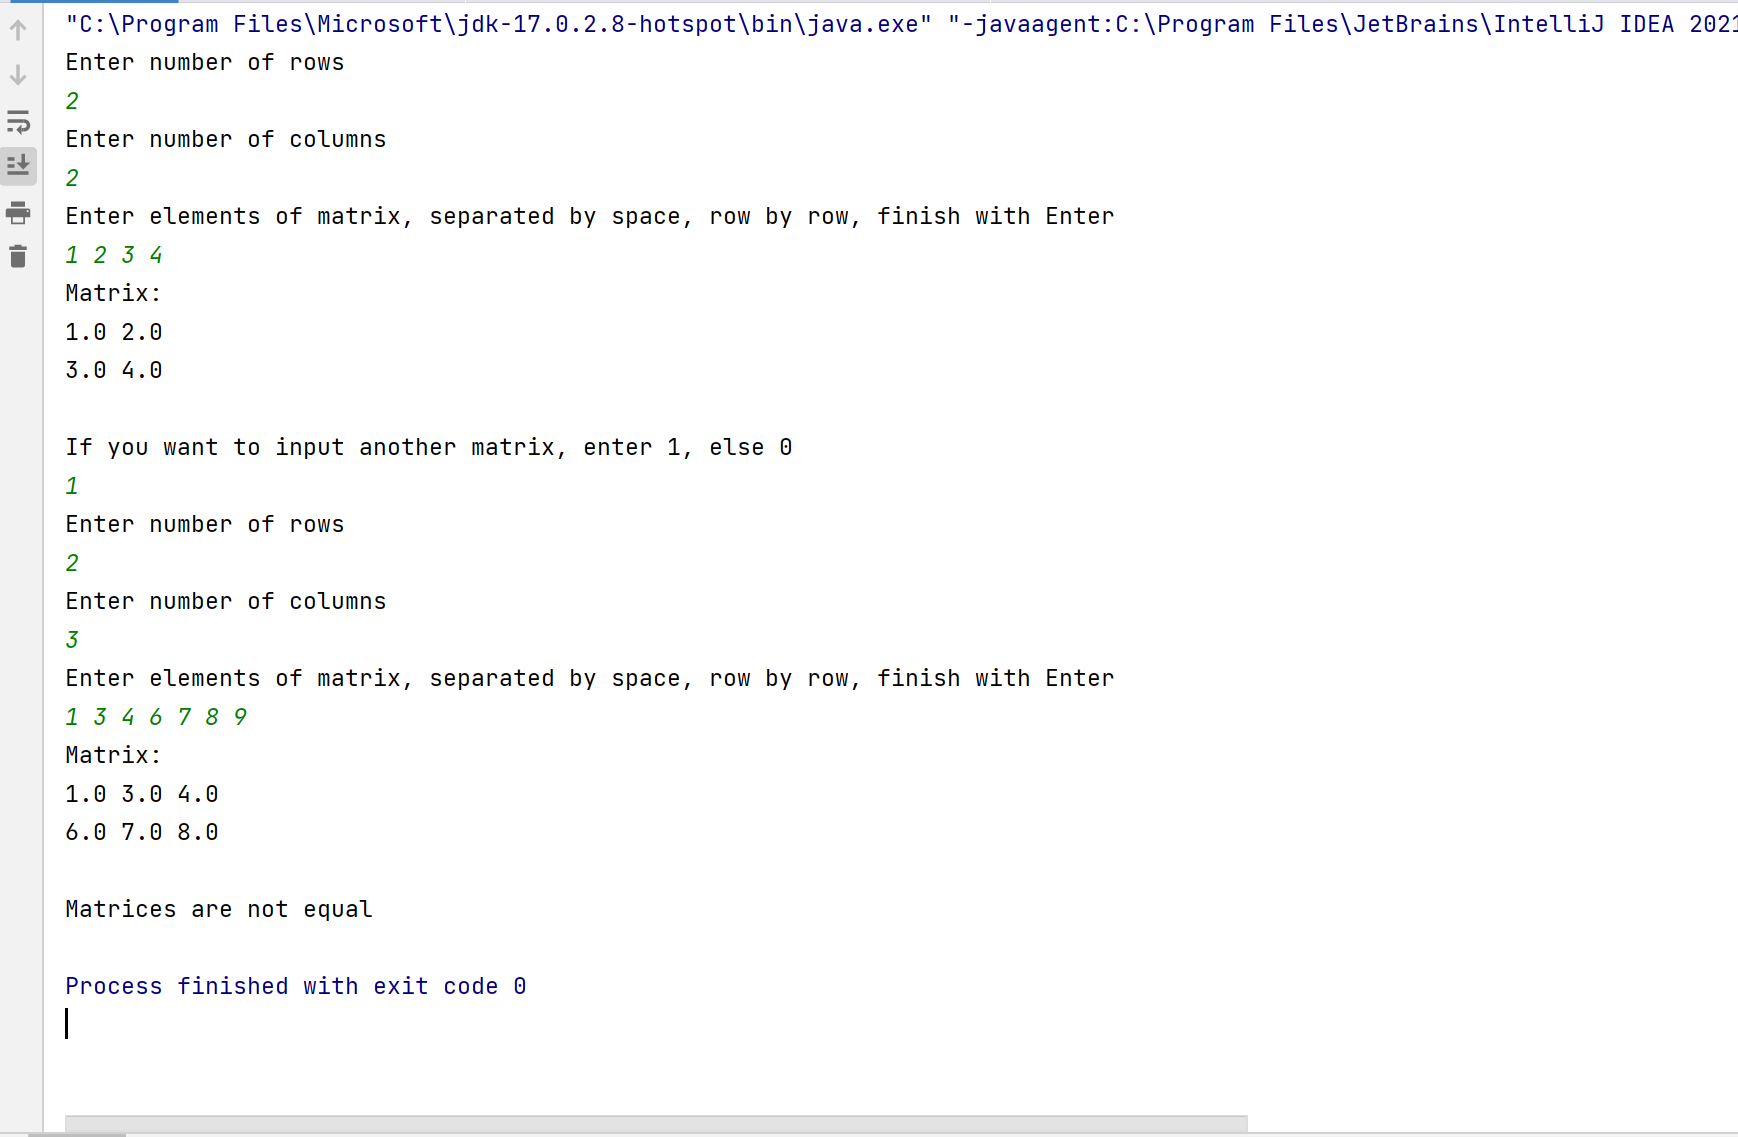 "C:\Program Files\Microsoft\jdk-17.0.2.8-hotspot\bin\java.exe" "-javaagent:C:\Program Files\JetBrains\IntelliJ IDEA 2021
Enter number of rows
2
Enter number of columns
2
Enter elements of matrix, separated by space, row by row, finish with Enter
1 2 3 4
Matrix:
1.0 2.0
3.0 4.0
If you want to input another matrix, enter 1, else 0
1
Enter number of rows
2
Enter number of columns
3
Enter elements of matrix, separated by space, row by row, finish with Enter
1 3 4 6 7 8 9
Matrix:
1.0 3.0 4.0
6.0 7.0 8.0
Matrices are not equal
Process finished with exit code 0